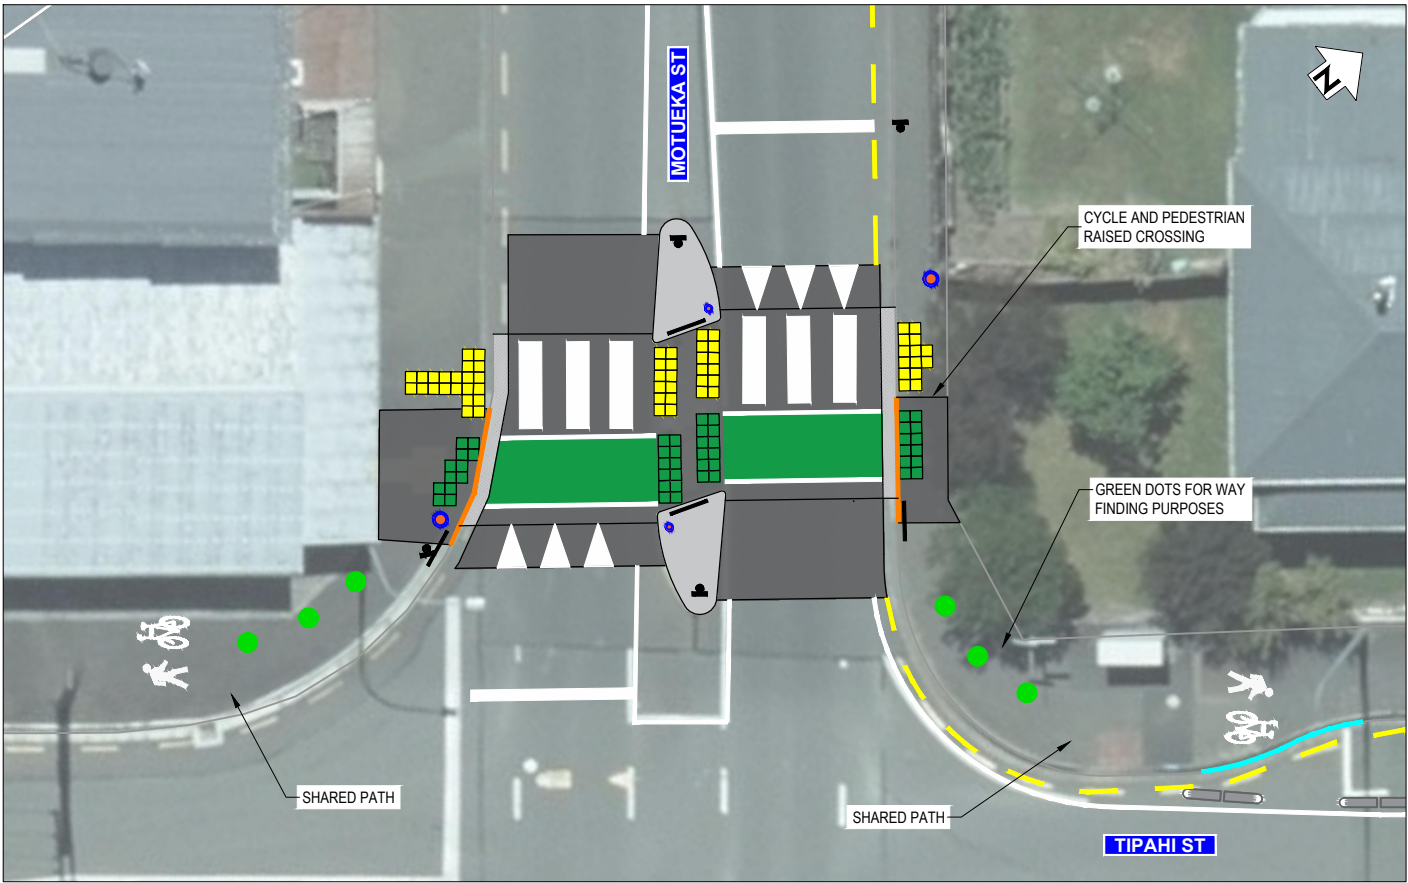 MOTUEKA ST
N
CYCLE AND PEDESTRIAN
RAISED CROSSING
GREEN DOTS FOR WAY
FINDING PURPOSES
SHARED PATH
SHARED PATH
TIPAHI ST